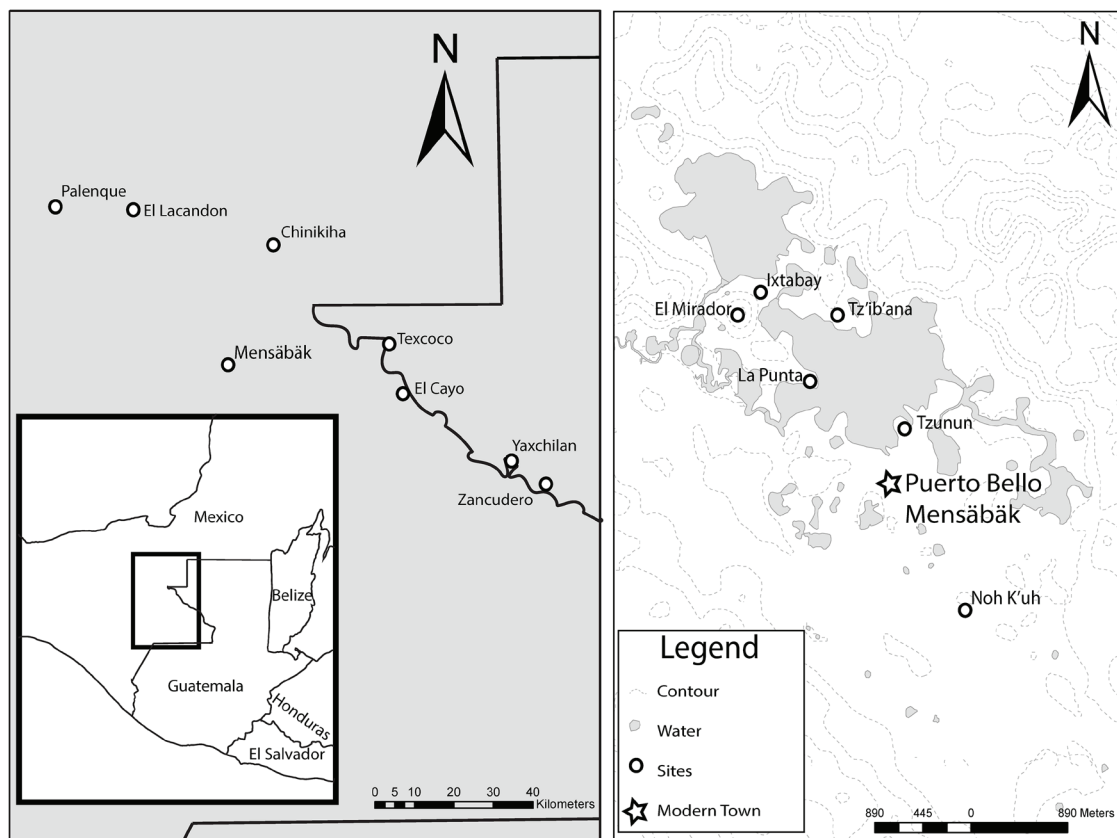 N
Palenque
El Lacandon
Chinikiha
Texcoco
Mensäbäk
El Cayo
Yaxchilan
Zancudero
Mexico
Belize
Guatemala
Honduras
El Salvador
0 5 10 20 30 40
Kilometers
N
Ixtabay
El Mirador
Tz'ib'ana
La Punta
Tzunun
Puerto Bello
Mensäbäk
Noh K'uh
Legend
Contour
Water
Sites
Modern Town
890 445 0 890 Meters